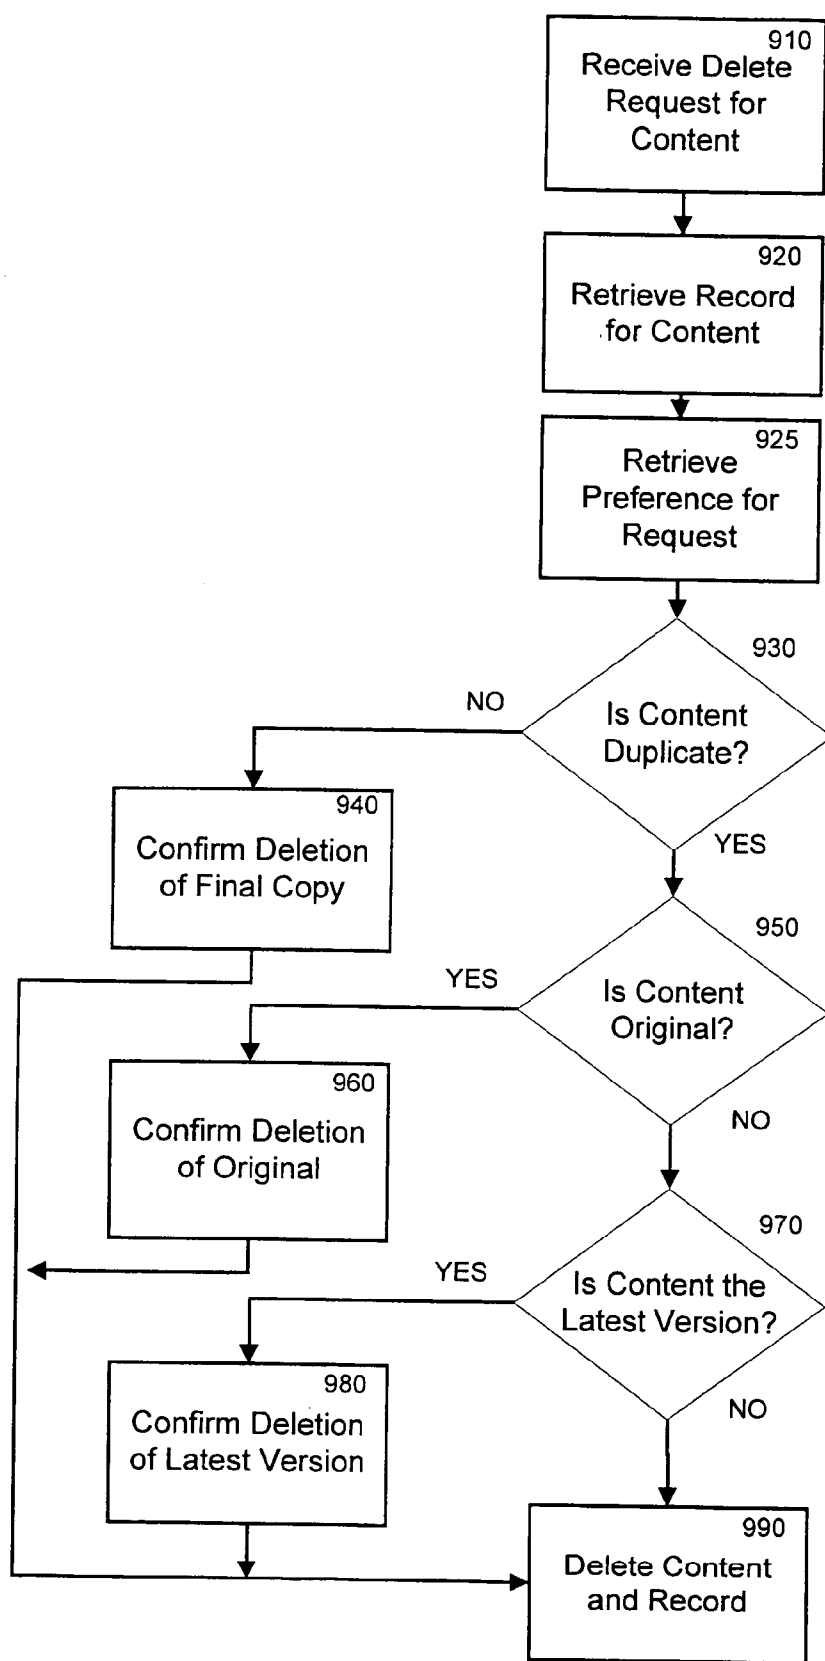 910
Receive Delete
Request for
Content
920
Retrieve Record
for Content
925
Retrieve
Preference for
Request
930
NO
Is Content
Duplicate?
YES
940
Confirm Deletion
of Final Copy
950
YES
Is Content
Original?
NO
960
Confirm Deletion
of Original
970
YES
Is Content the
Latest Version?
NO
980
Confirm Deletion
of Latest Version
990
Delete Content
and Record